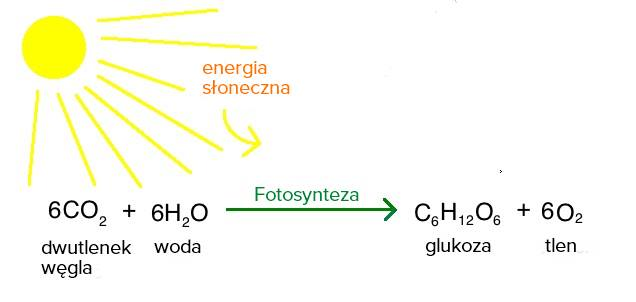 energia
słoneczna
Fotosynteza
6CO₂ + 6H₂O C₆H₁₂O₆ + 6O₂
dwutlenek woda glukoza tlen
węgla